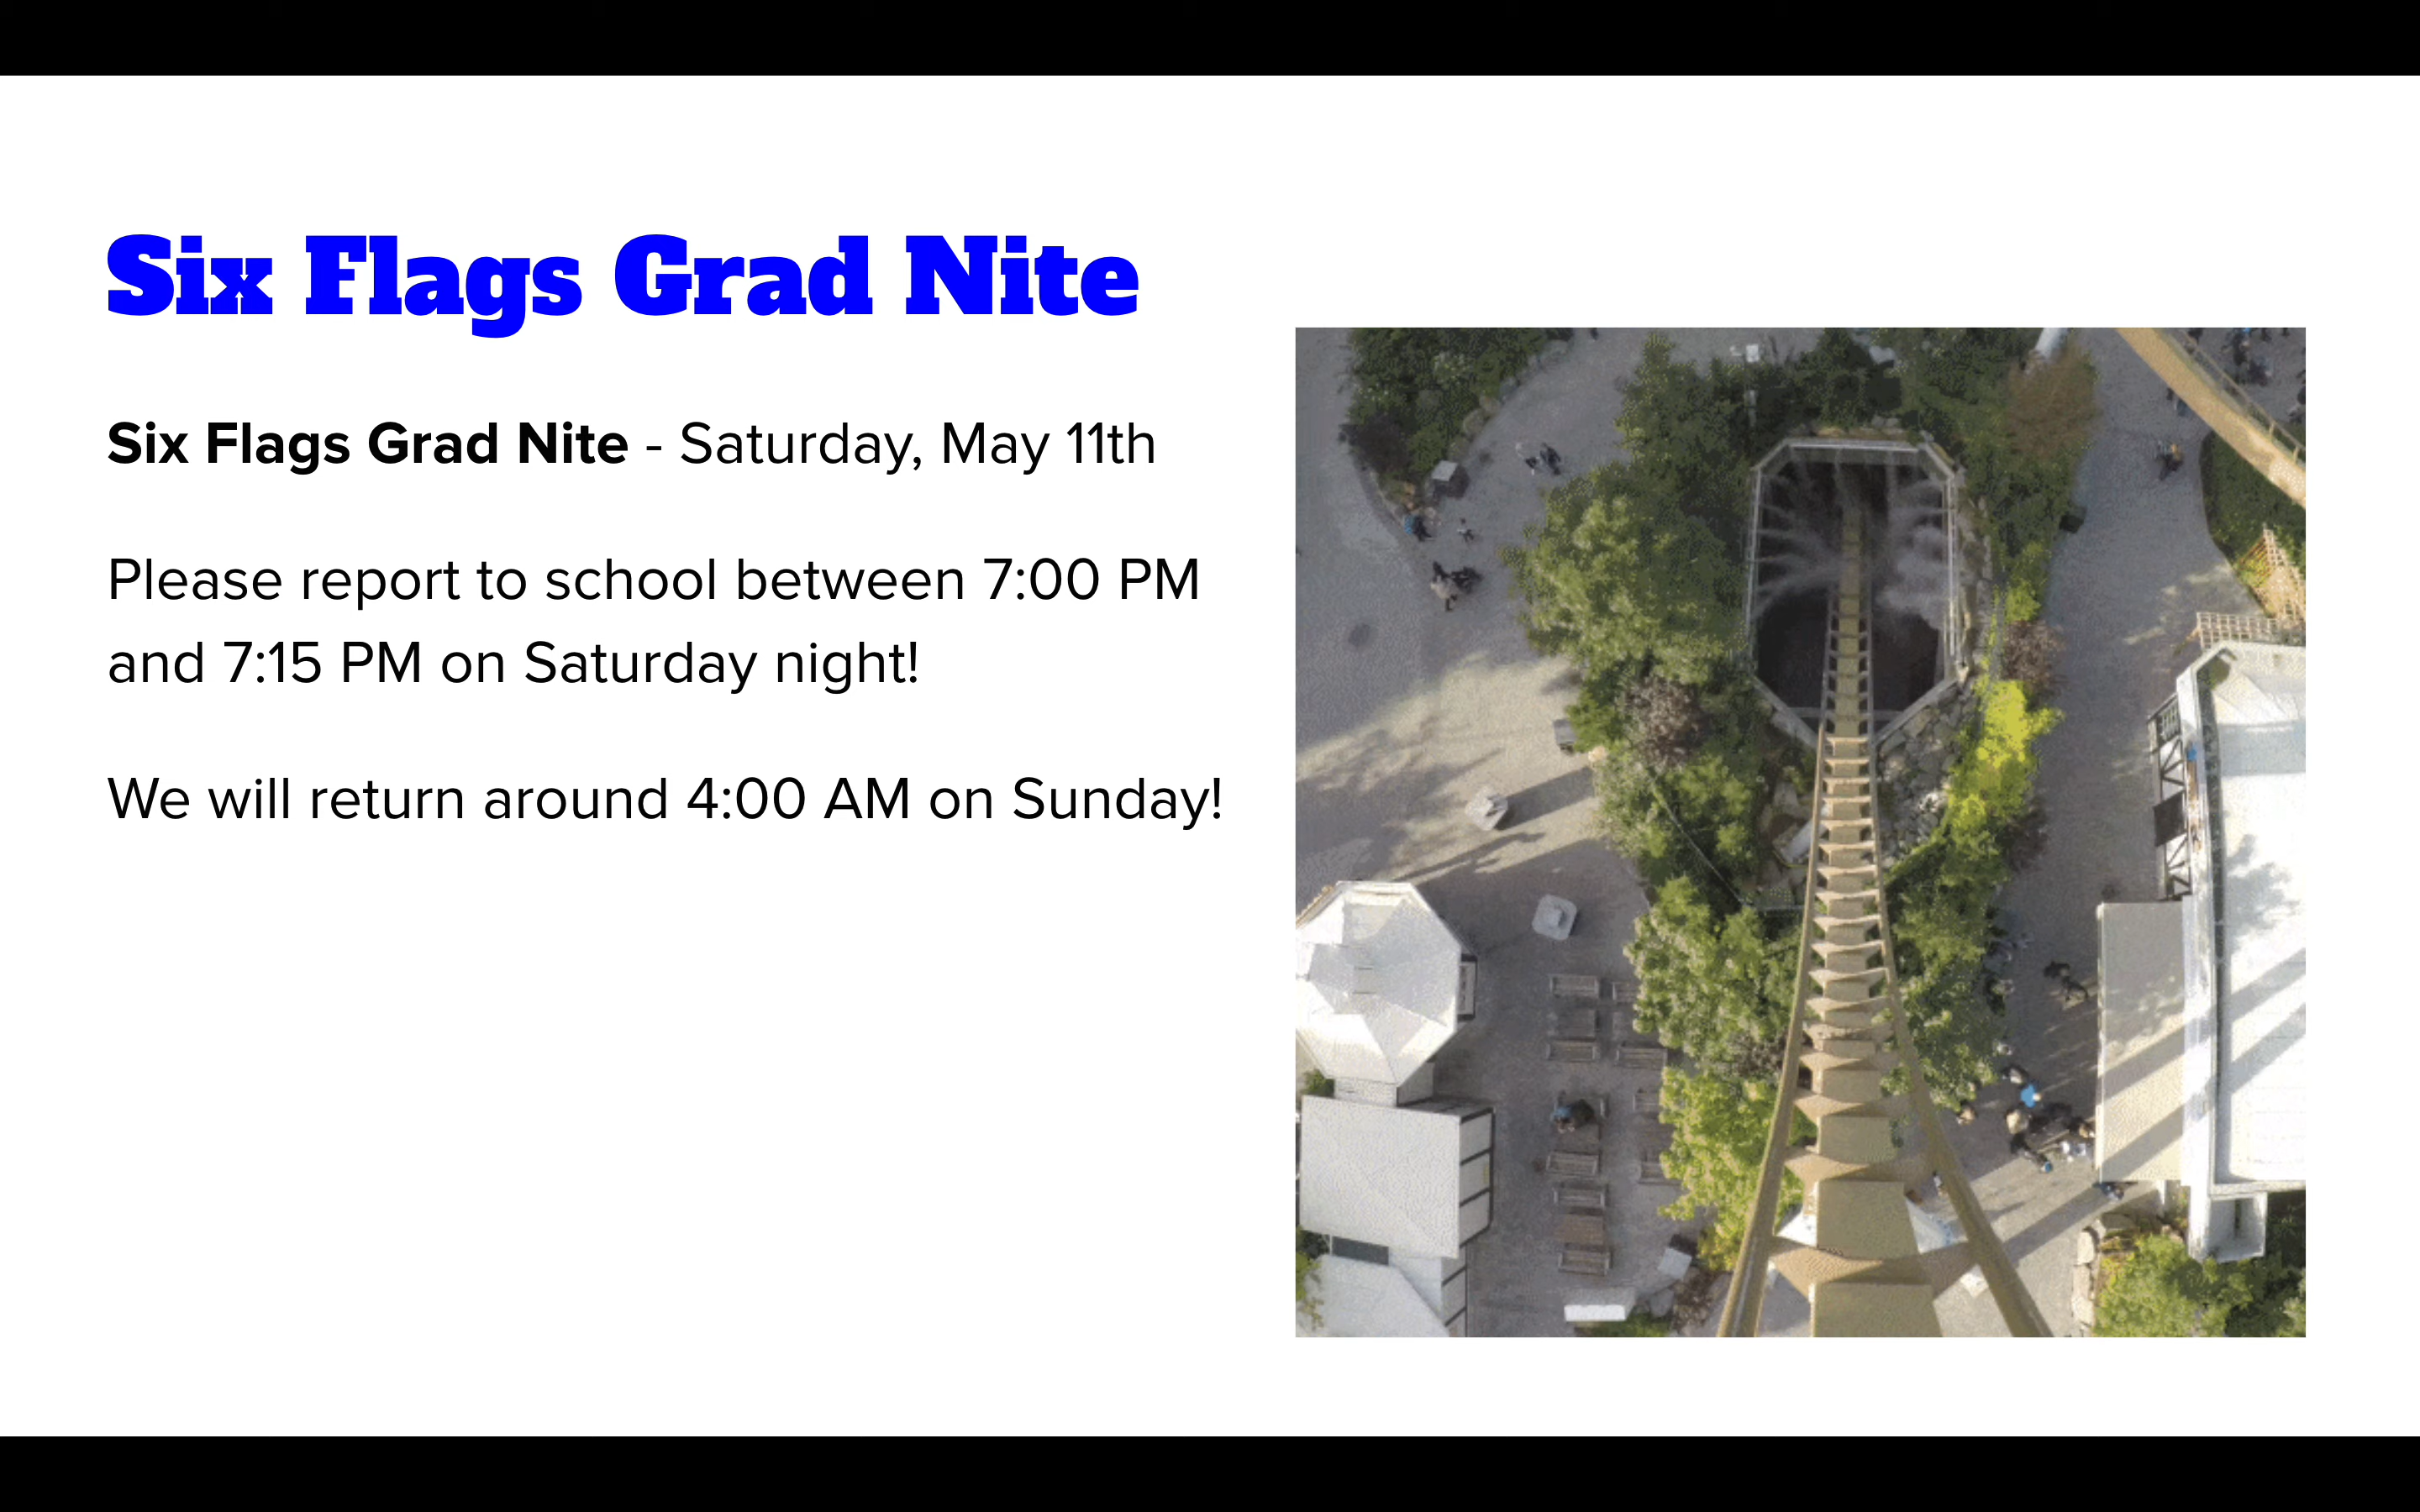 Six Flags Grad Nite
Six Flags Grad Nite - Saturday, May 11th
Please report to school between 7:00 PM
and 7:15 PM on Saturday night!
We will return around 4:00 AM on Sunday!